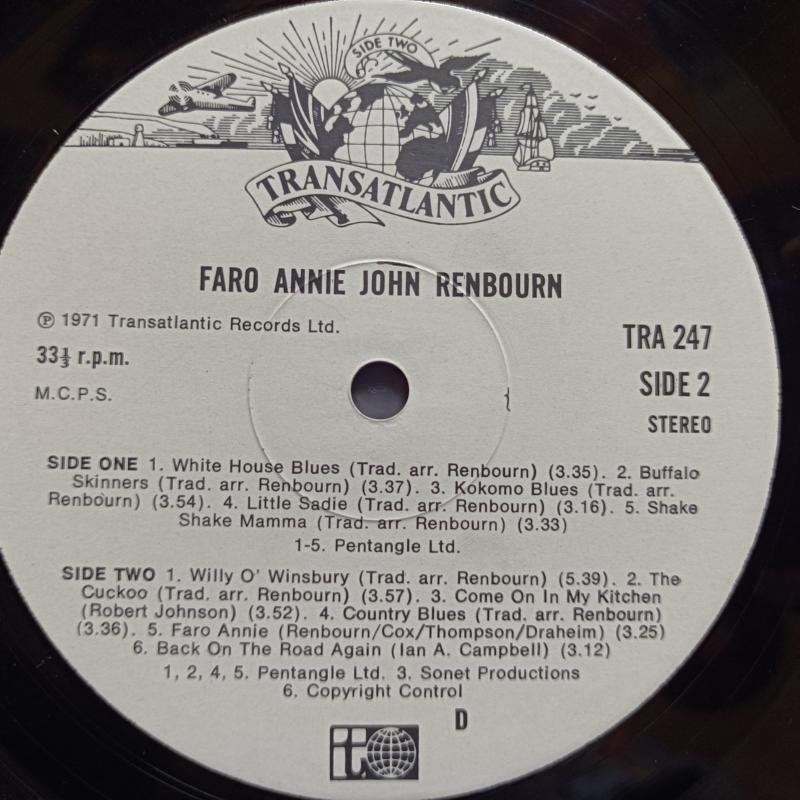 SIDE TWO
TRANSATLANTIC
FARO ANNIE JOHN RENBOURN
℗ 1971 Transatlantic Records Ltd.
TRA 247
33⅓ r.p.m.
SIDE 2
M.C.P.S.
STEREO
SIDE ONE 1. White House Blues (Trad. arr. Renbourn) (3.35). 2. Buffalo
Skinners (Trad. arr. Renbourn) (3.37). 3. Kokomo Blues (Trad. arr.
Renbourn) (3.54). 4. Little Sadie (Trad. arr. Renbourn) (3.16). 5. Shake
Shake Mamma (Trad. arr. Renbourn) (3.33)
1-5. Pentangle Ltd.
SIDE TWO 1. Willy O' Winsbury (Trad. arr. Renbourn) (5.39). 2. The
Cuckoo (Trad. arr. Renbourn) (3.57). 3. Come On In My Kitchen
(Robert Johnson) (3.52). 4. Country Blues (Trad. arr. Renbourn)
(3.36). 5. Faro Annie (Renbourn/Cox/Thompson/Draheim) (3.25)
6. Back On The Road Again (Ian A. Campbell) (3.12)
1, 2, 4, 5. Pentangle Ltd. 3. Sonet Productions
6. Copyright Control
D
t